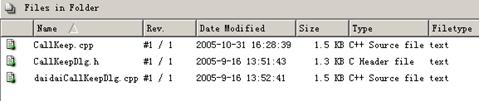 Files in Folder
Name Rev. Date Modified Size Type Filetype
CallKeep.cpp #1 / 1 2005-10-31 16:28:39 1.5 KB C++ Source file text
CallKeepDlg.h #1 / 1 2005-9-16 13:51:43 1.3 KB C Header file text
daidaiCallKeepDlg.cpp #1 / 1 2005-9-16 13:52:41 1.5 KB C++ Source file text